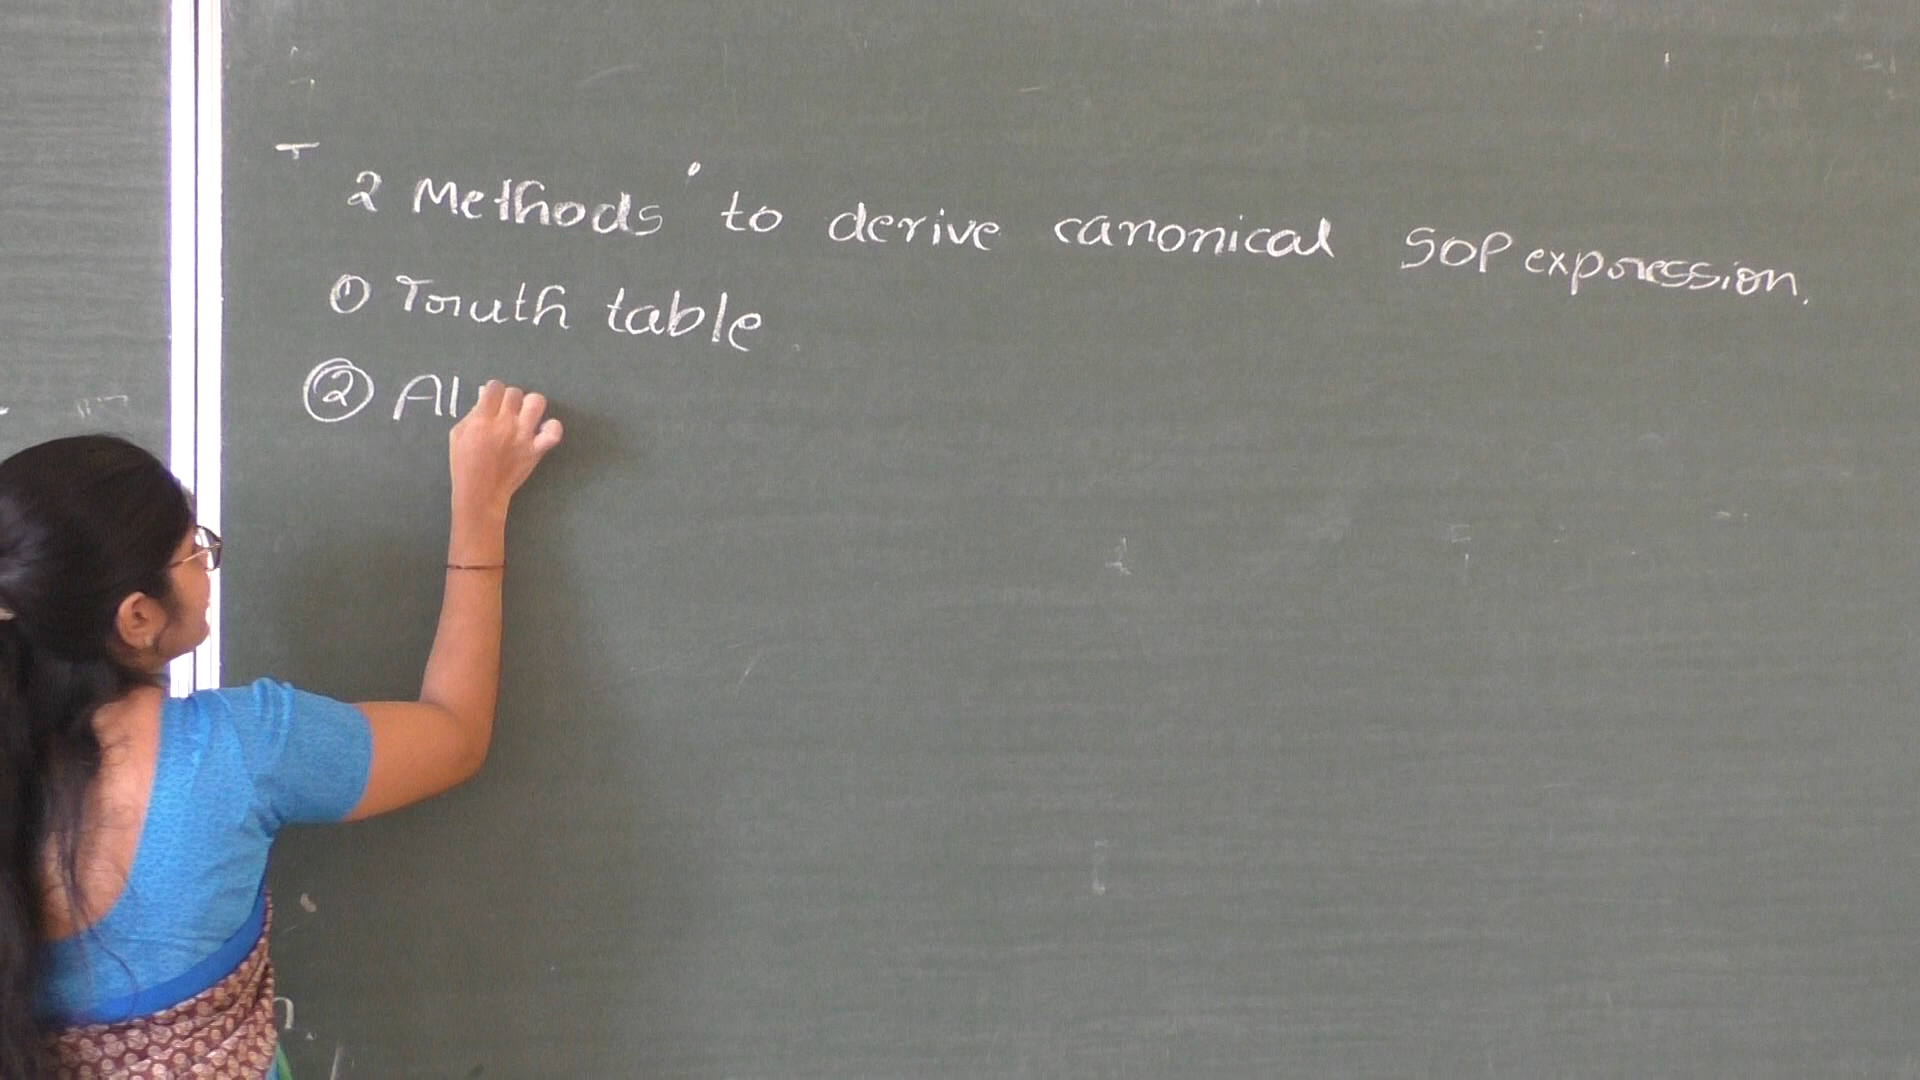 2 Methods to derive canonical SOP expression.
① Truth table
② Al